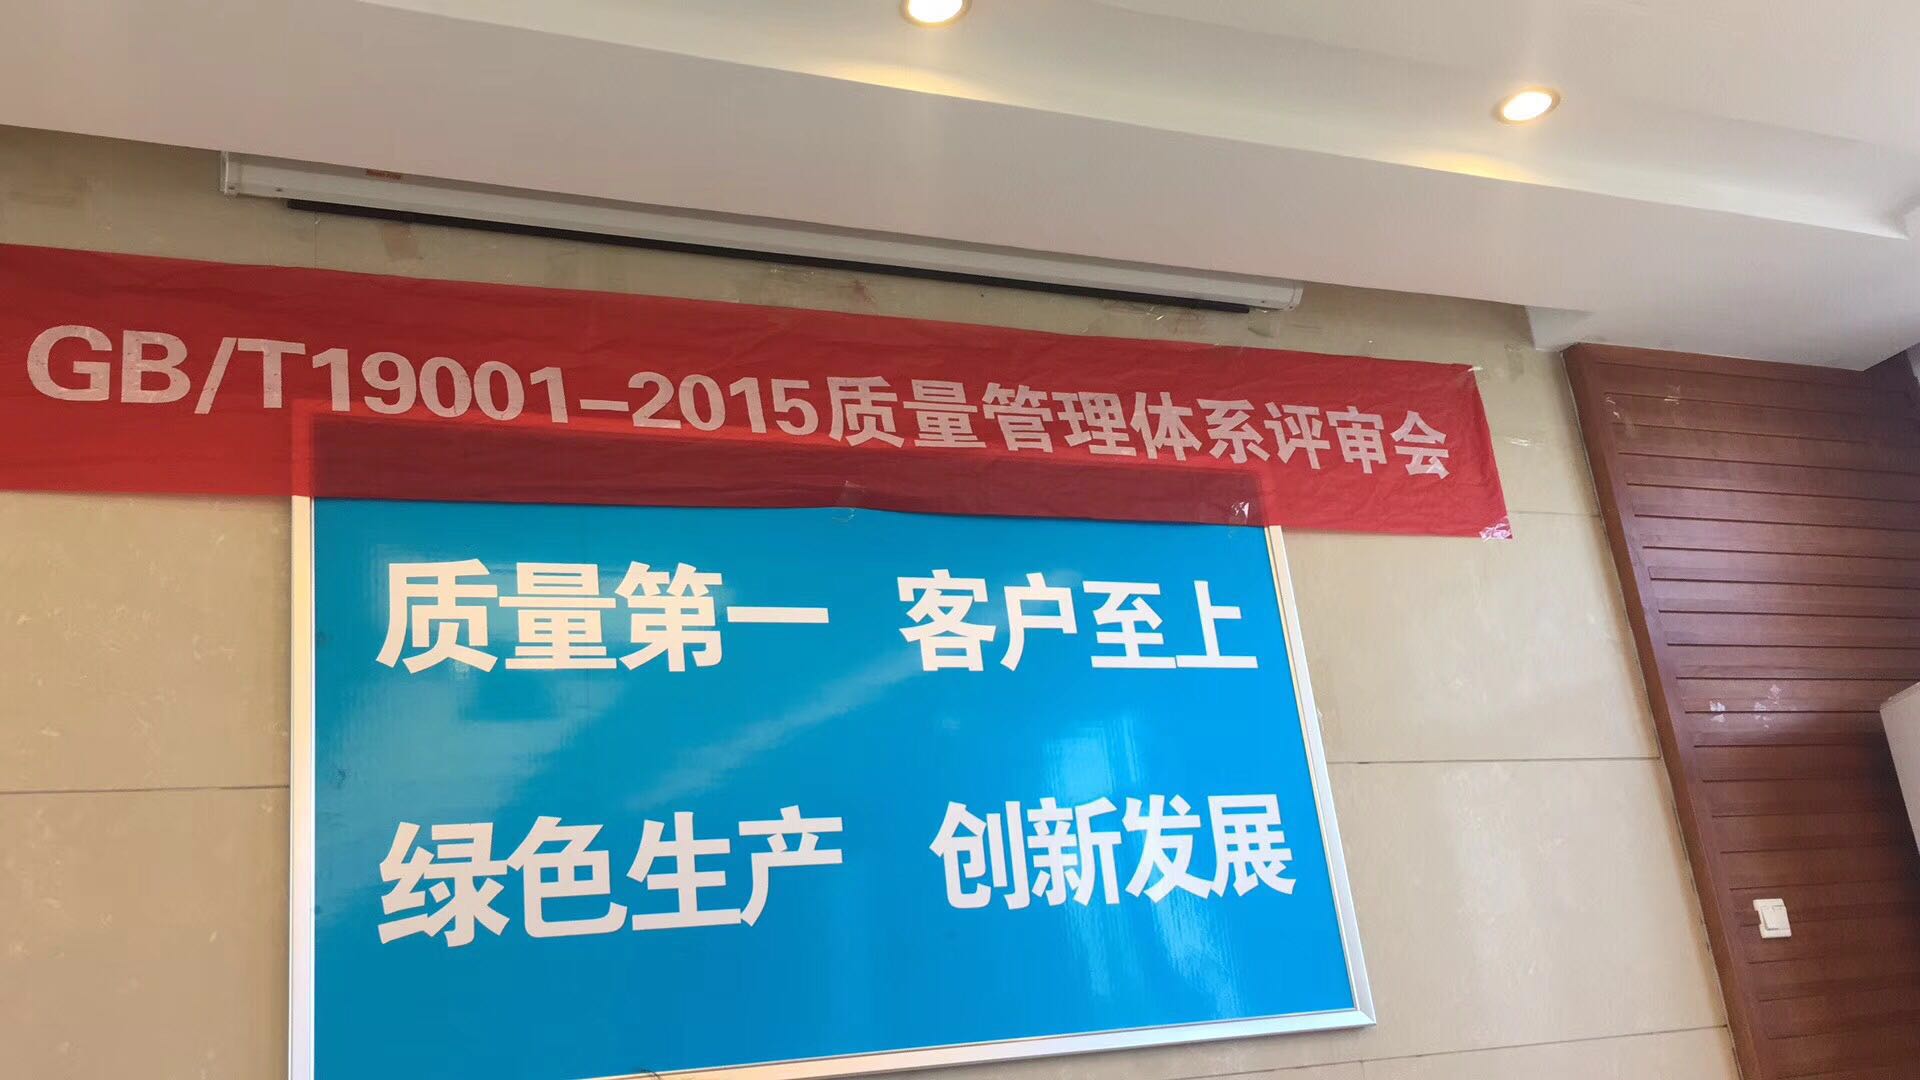 GB/T19001-2015质量管理体系评审会
质量第一 客户至上
绿色生产 创新发展